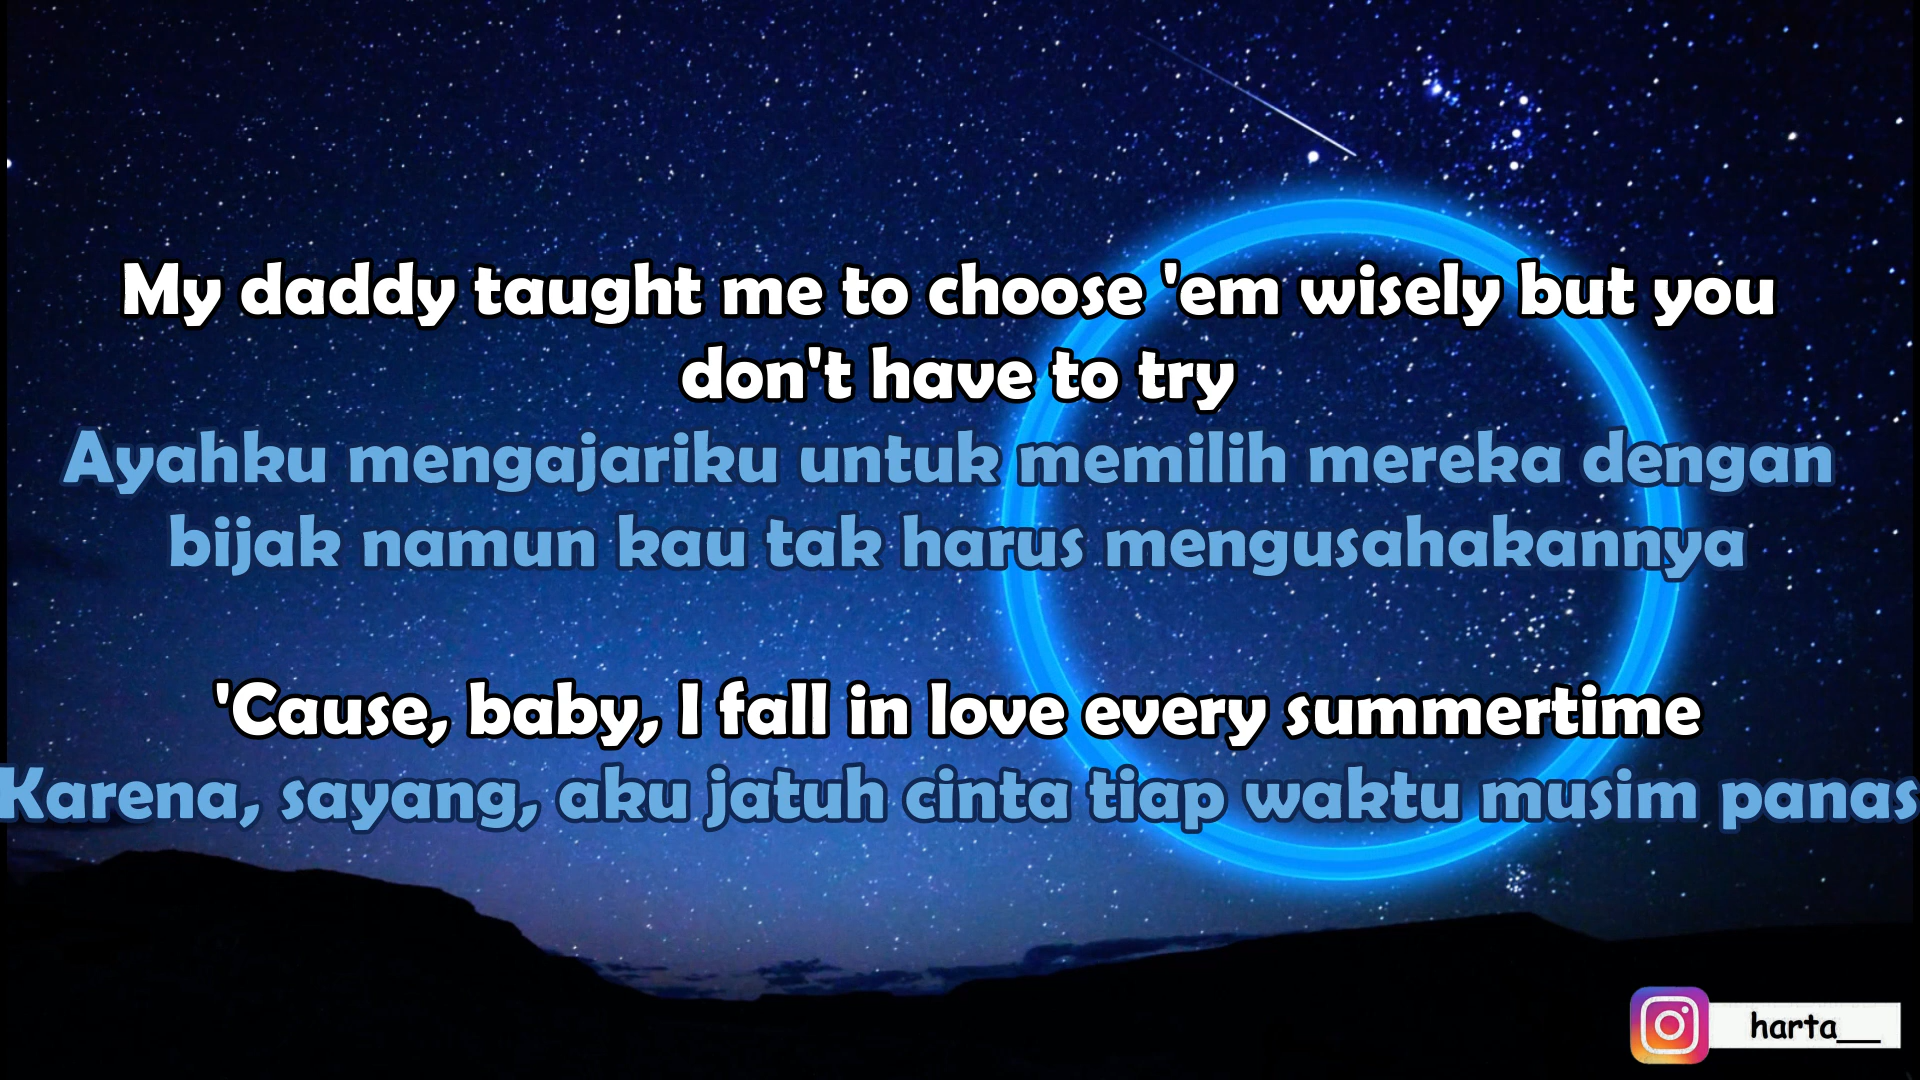 My daddy taught me to choose 'em wisely but you
don't have to try
Ayahku mengajariku untuk memilih mereka dengan
bijak namun kau tak harus mengusahakannya
'Cause, baby, I fall in love every summertime
Karena, sayang, aku jatuh cinta tiap waktu musim panas
harta__